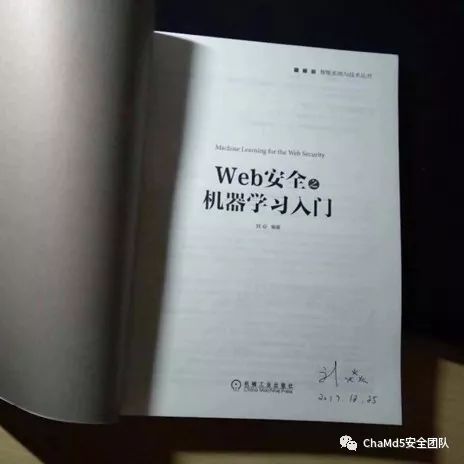 智能系统与技术丛书
Machine Learning for the Web Security
Web安全之
机器学习入门
刘焱 编著
机械工业出版社
China Machine Press
刘焱
2017.12.25
ChaMd5安全团队